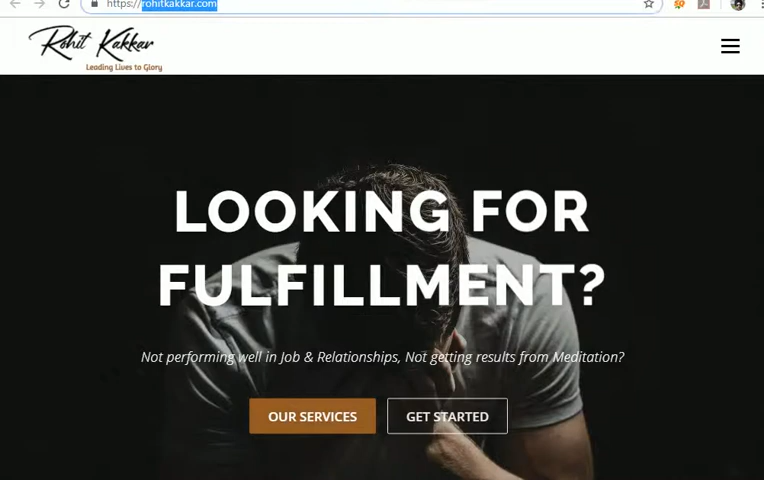 https://rohitkakkar.com
Rohit Kakkar
Leading Lives to Glory
LOOKING FOR
FULFILLMENT?
Not performing well in Job & Relationships, Not getting results from Meditation?
OUR SERVICES
GET STARTED